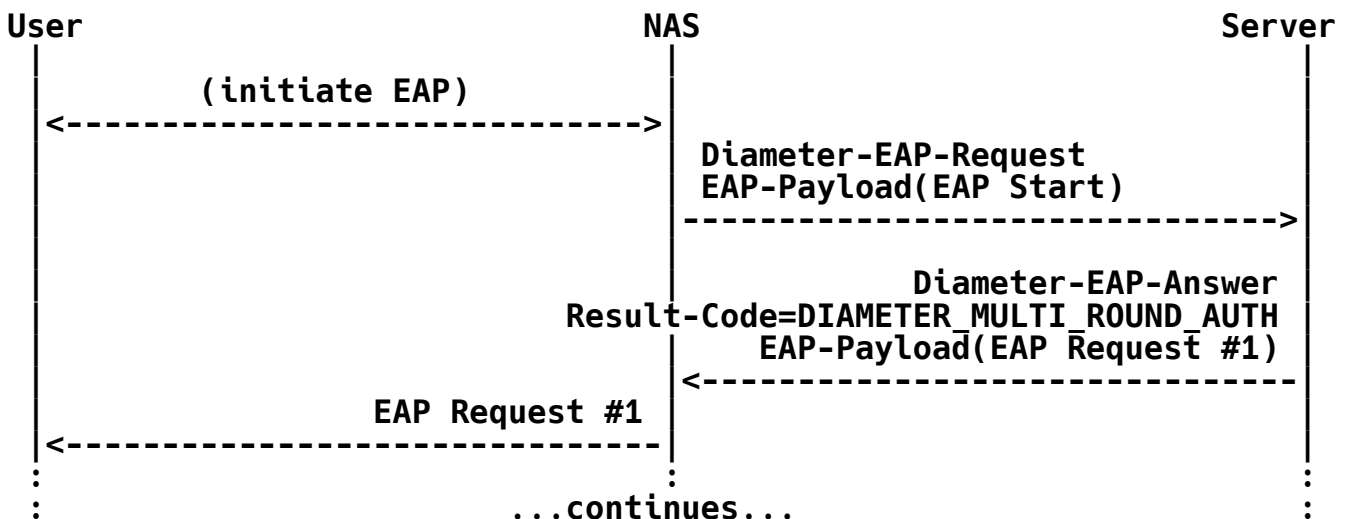 User NAS Server
(initiate EAP)
Diameter-EAP-Request
EAP-Payload(EAP Start)
Diameter-EAP-Answer
Result-Code=DIAMETER_MULTI_ROUND_AUTH
EAP-Payload(EAP Request #1)
EAP Request #1
...continues...